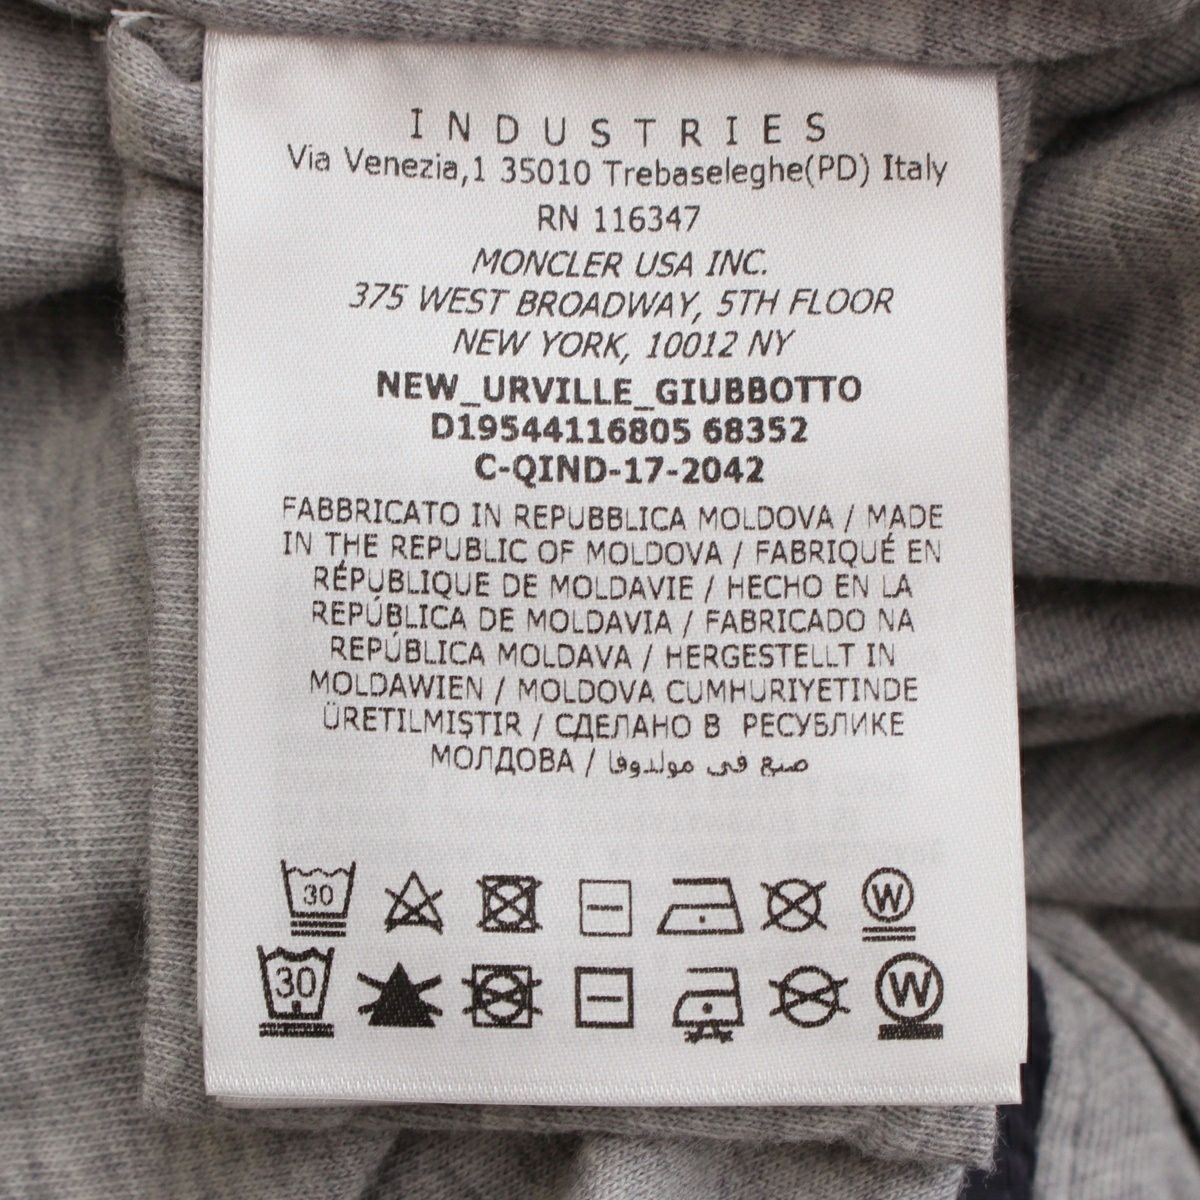 INDUSTRIES
Via Venezia,1 35010 Trebaseleghe(PD) Italy
RN 116347
MONCLER USA INC.
375 WEST BROADWAY, 5TH FLOOR
NEW YORK, 10012 NY
NEW_URVILLE_GIUBBOTTO
D19544116805 68352
C-QIND-17-2042
FABBRICATO IN REPUBBLICA MOLDOVA / MADE
IN THE REPUBLIC OF MOLDOVA / FABRIQUÉ EN
RÉPUBLIQUE DE MOLDAVIE / HECHO EN LA
REPÚBLICA DE MOLDAVIA / FABRICADO NA
REPÚBLICA MOLDAVA / HERGESTELLT IN
MOLDAWIEN / MOLDOVA CUMHURIYETINDE
ÜRETILMIŞTIR / СДЕЛАНО В РЕСУБЛИКЕ
МОЛДОВА / صنع في مولدوفا
30 W
30 W